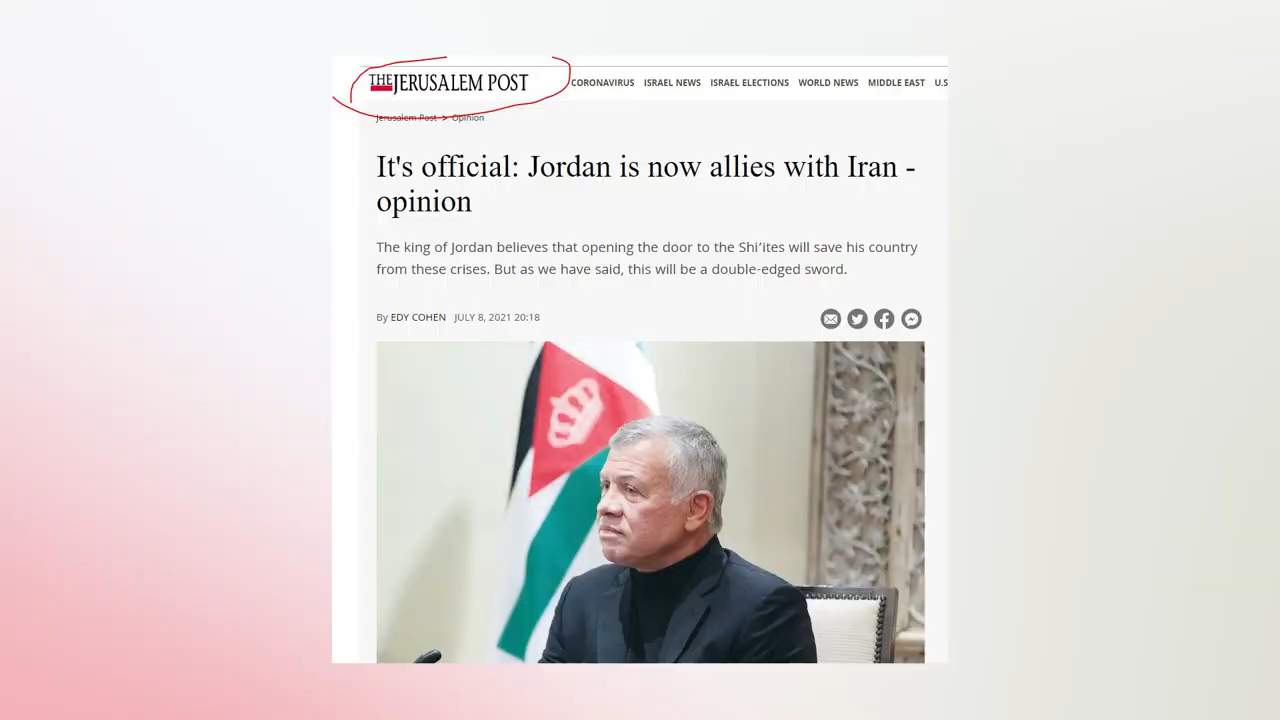 THE JERUSALEM POST CORONAVIRUS ISRAEL NEWS ISRAEL ELECTIONS WORLD NEWS MIDDLE EAST U.S
Jerusalem Post > Opinion
It's official: Jordan is now allies with Iran -
opinion
The king of Jordan believes that opening the door to the Shi’ites will save his country
from these crises. But as we have said, this will be a double-edged sword.
By EDY COHEN JULY 8, 2021 20:18